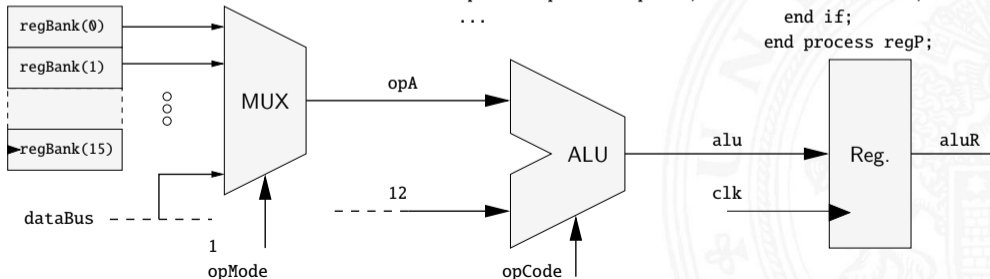 ...
end if;
end process regP;
regBank(0)
regBank(1)
regBank(15)
MUX
opA
ALU
alu
Reg.
aluR
clk
12
dataBus
1
opMode
opCode